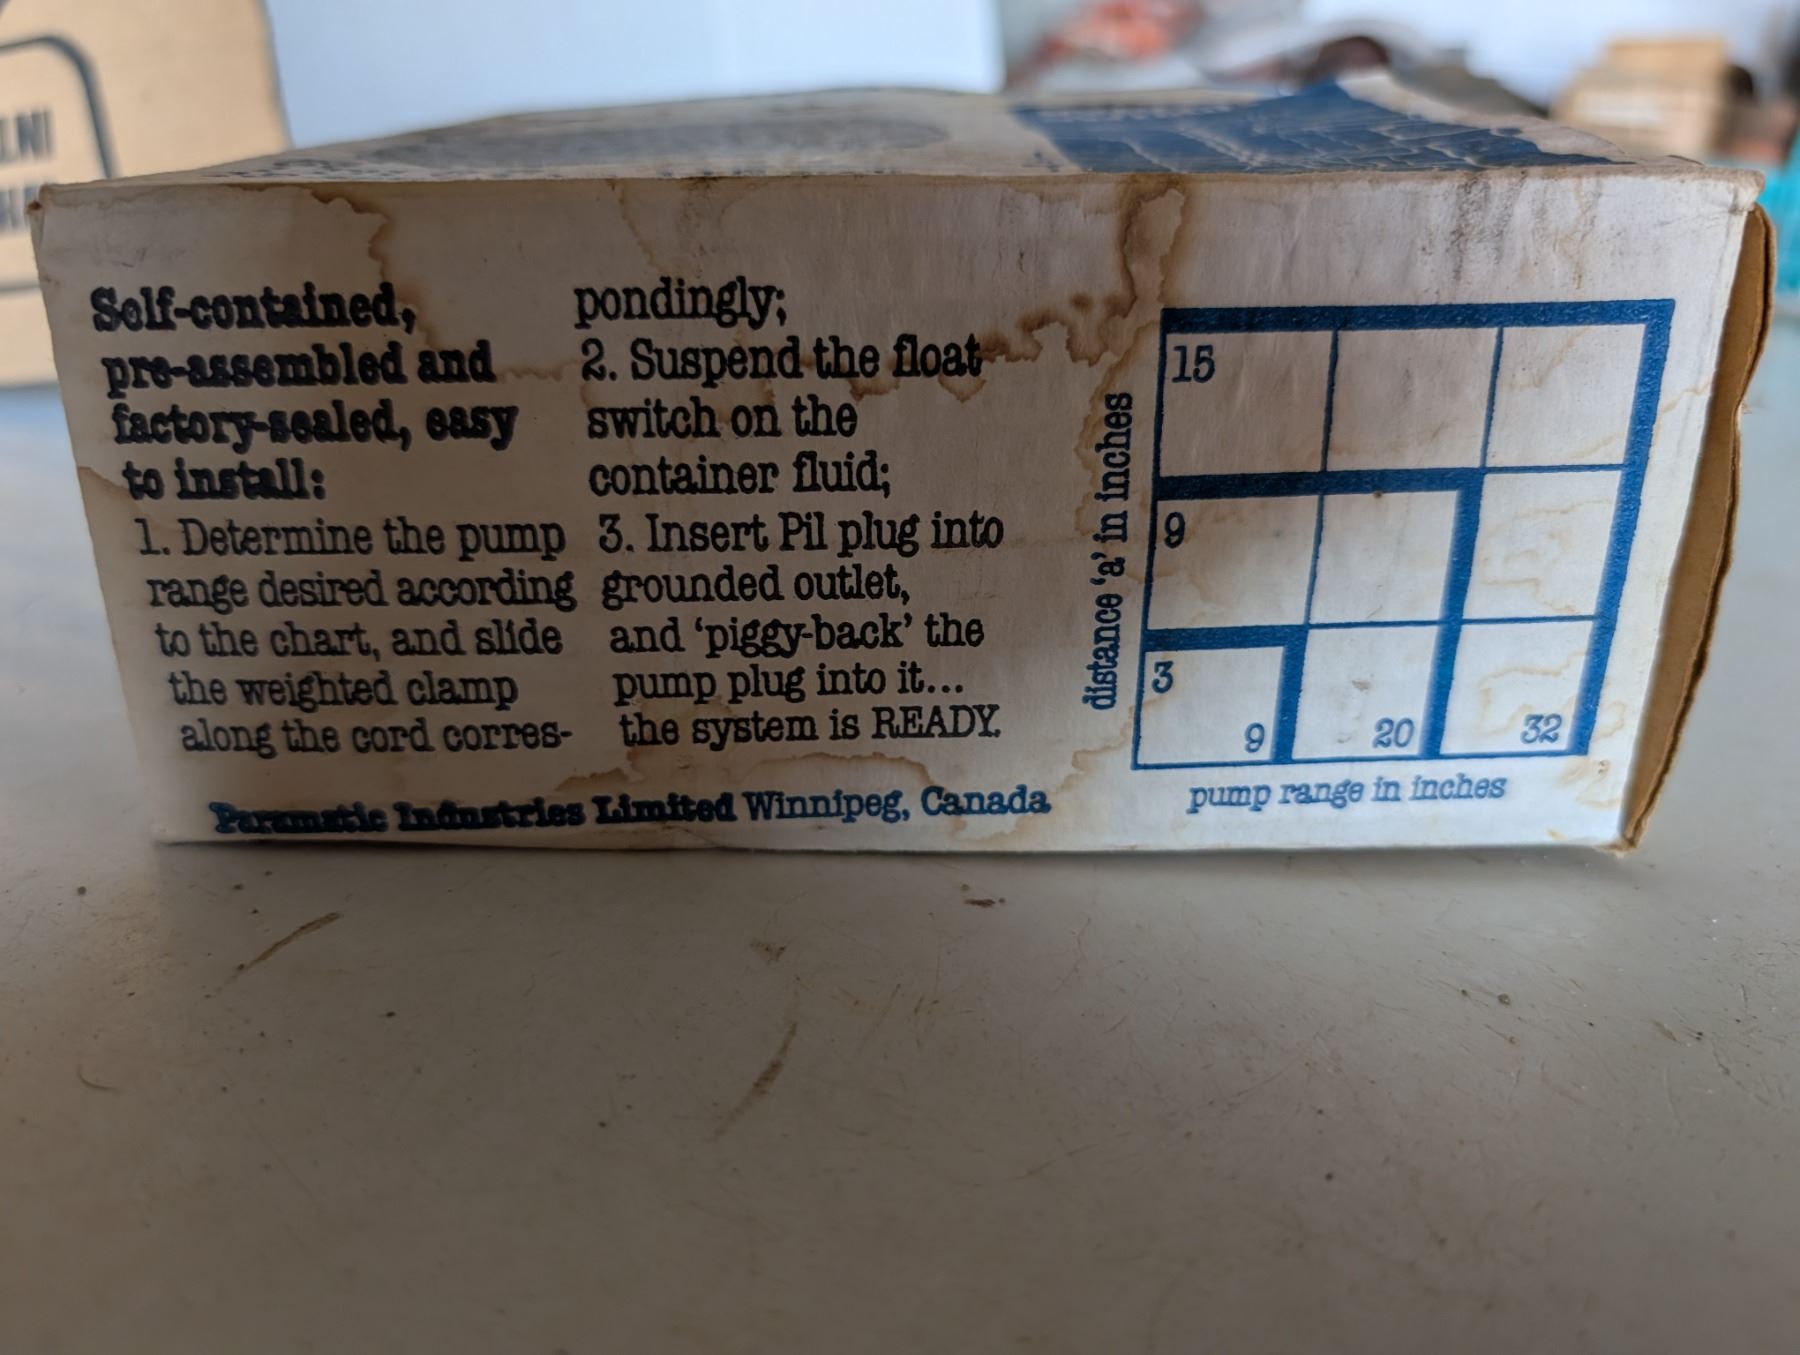 Self-contained,
pre-assembled and
factory-sealed, easy
to install:
1. Determine the pump
range desired according
to the chart, and slide
the weighted clamp
along the cord corres-
pondingly;
2. Suspend the float
switch on the
container fluid;
3. Insert Pil plug into
grounded outlet,
and ‘piggy-back’ the
pump plug into it...
the system is READY.
Paramatic Industries Limited Winnipeg, Canada
distance ‘a’ in inches
15
9
3
9 20 32
pump range in inches